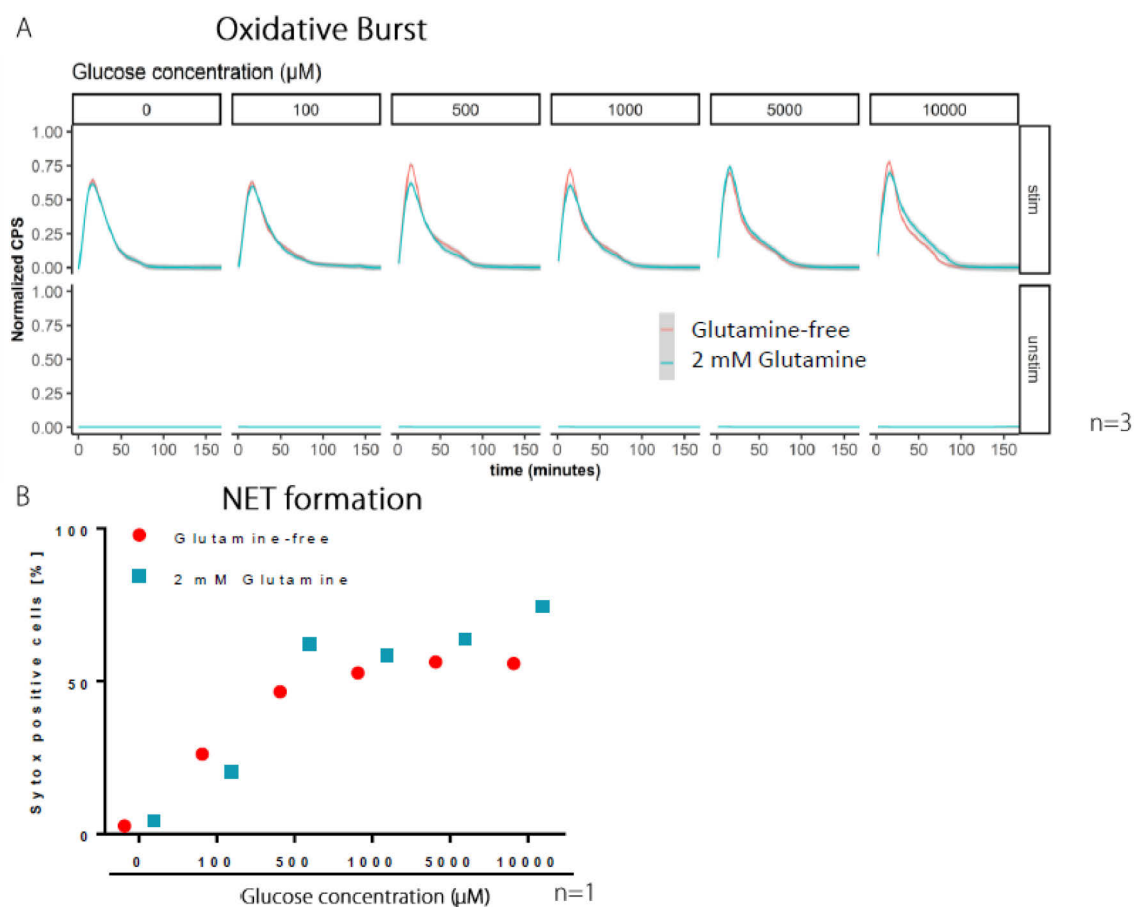 A
Oxidative Burst
Glucose concentration (µM)
0 100 500 1000 5000 10000
1.00
0.75
0.50
0.25
0.00
stim
Normalized CPS
1.00
0.75
0.50
0.25
0.00
unstim
Glutamine-free
2 mM Glutamine
n=3
0 50 100 150 0 50 100 150 0 50 100 150 0 50 100 150 0 50 100 150 0 50 100 150
time (minutes)
B
NET formation
100
50
0
Sytox positive cells [%]
Glutamine-free
2 mM Glutamine
0 100 500 1000 5000 10000
Glucose concentration (µM)
n=1